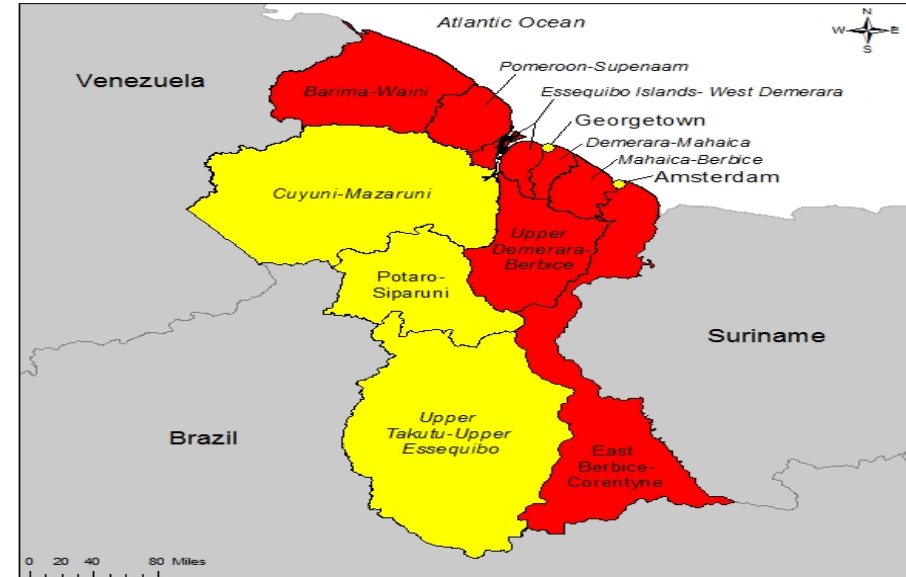 Atlantic Ocean
N
W
E
S
Venezuela
Pomeroon-Supenaam
Barima-Waini
Essequibo Islands- West Demerara
Georgetown
Demerara-Mahaica
Mahaica-Berbice
Amsterdam
Cuyuni-Mazaruni
Upper
Demerara-
Berbice
Potaro-
Siparuni
Suriname
Upper
Takutu-Upper
Essequibo
Brazil
East
Berbice-
Corentyne
0 20 40 80 Miles